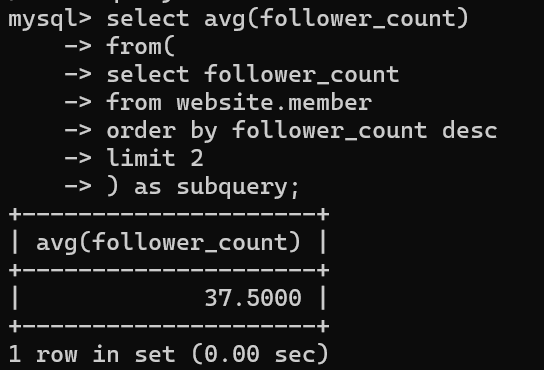 mysql> select avg(follower_count)
    -> from(
    -> select follower_count
    -> from website.member
    -> order by follower_count desc
    -> limit 2
    -> ) as subquery;
+---------------------+
| avg(follower_count) |
+---------------------+
|             37.5000 |
+---------------------+
1 row in set (0.00 sec)